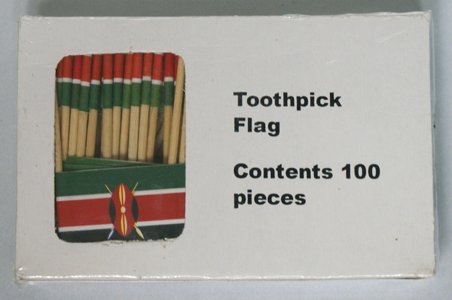 Toothpick
Flag
Contents 100
pieces